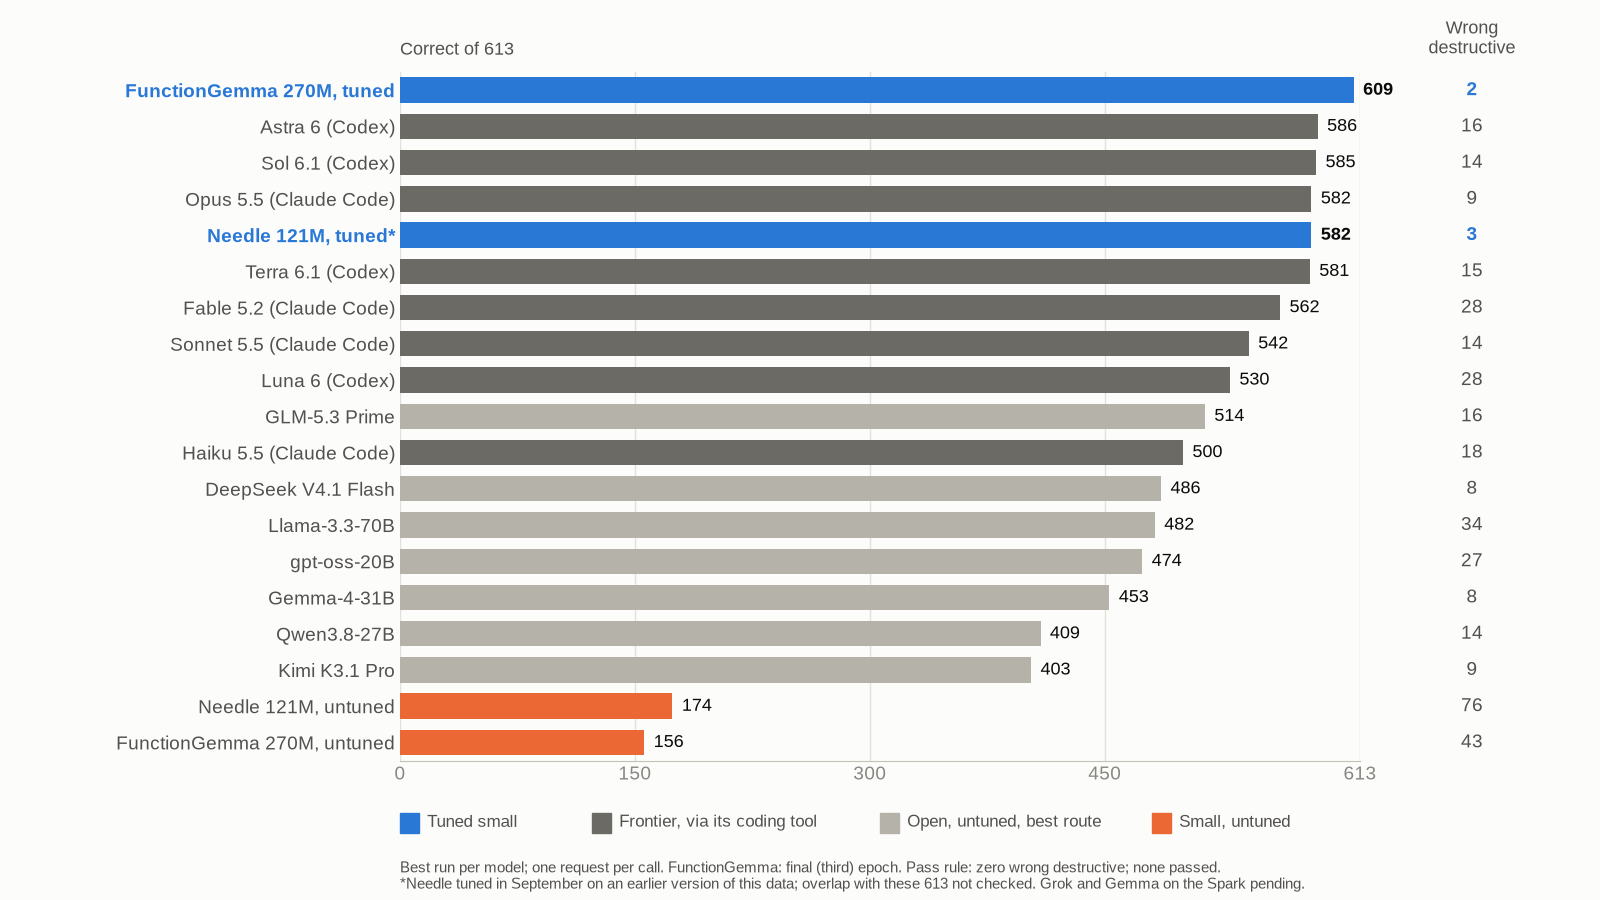 Wrong
destructive
Correct of 613
FunctionGemma 270M, tuned 609 2
Astra 6 (Codex) 586 16
Sol 6.1 (Codex) 585 14
Opus 5.5 (Claude Code) 582 9
Needle 121M, tuned* 582 3
Terra 6.1 (Codex) 581 15
Fable 5.2 (Claude Code) 562 28
Sonnet 5.5 (Claude Code) 542 14
Luna 6 (Codex) 530 28
GLM-5.3 Prime 514 16
Haiku 5.5 (Claude Code) 500 18
DeepSeek V4.1 Flash 486 8
Llama-3.3-70B 482 34
gpt-oss-20B 474 27
Gemma-4-31B 453 8
Qwen3.8-27B 409 14
Kimi K3.1 Pro 403 9
Needle 121M, untuned 174 76
FunctionGemma 270M, untuned 156 43
0 150 300 450 613
Tuned small Frontier, via its coding tool Open, untuned, best route Small, untuned
Best run per model; one request per call. FunctionGemma: final (third) epoch. Pass rule: zero wrong destructive; none passed.
*Needle tuned in September on an earlier version of this data; overlap with these 613 not checked. Grok and Gemma on the Spark pending.